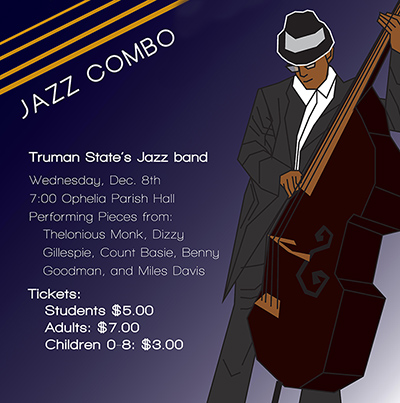 JAZZ COMBO
Truman State's Jazz band
Wednesday, Dec. 8th
7:00 Ophelia Parish Hall
Performing Pieces from:
Thelonious Monk, Dizzy
Gillespie, Count Basie, Benny
Goodman, and Miles Davis
Tickets:
Students $5.00
Adults: $7.00
Children 0-8: $3.00